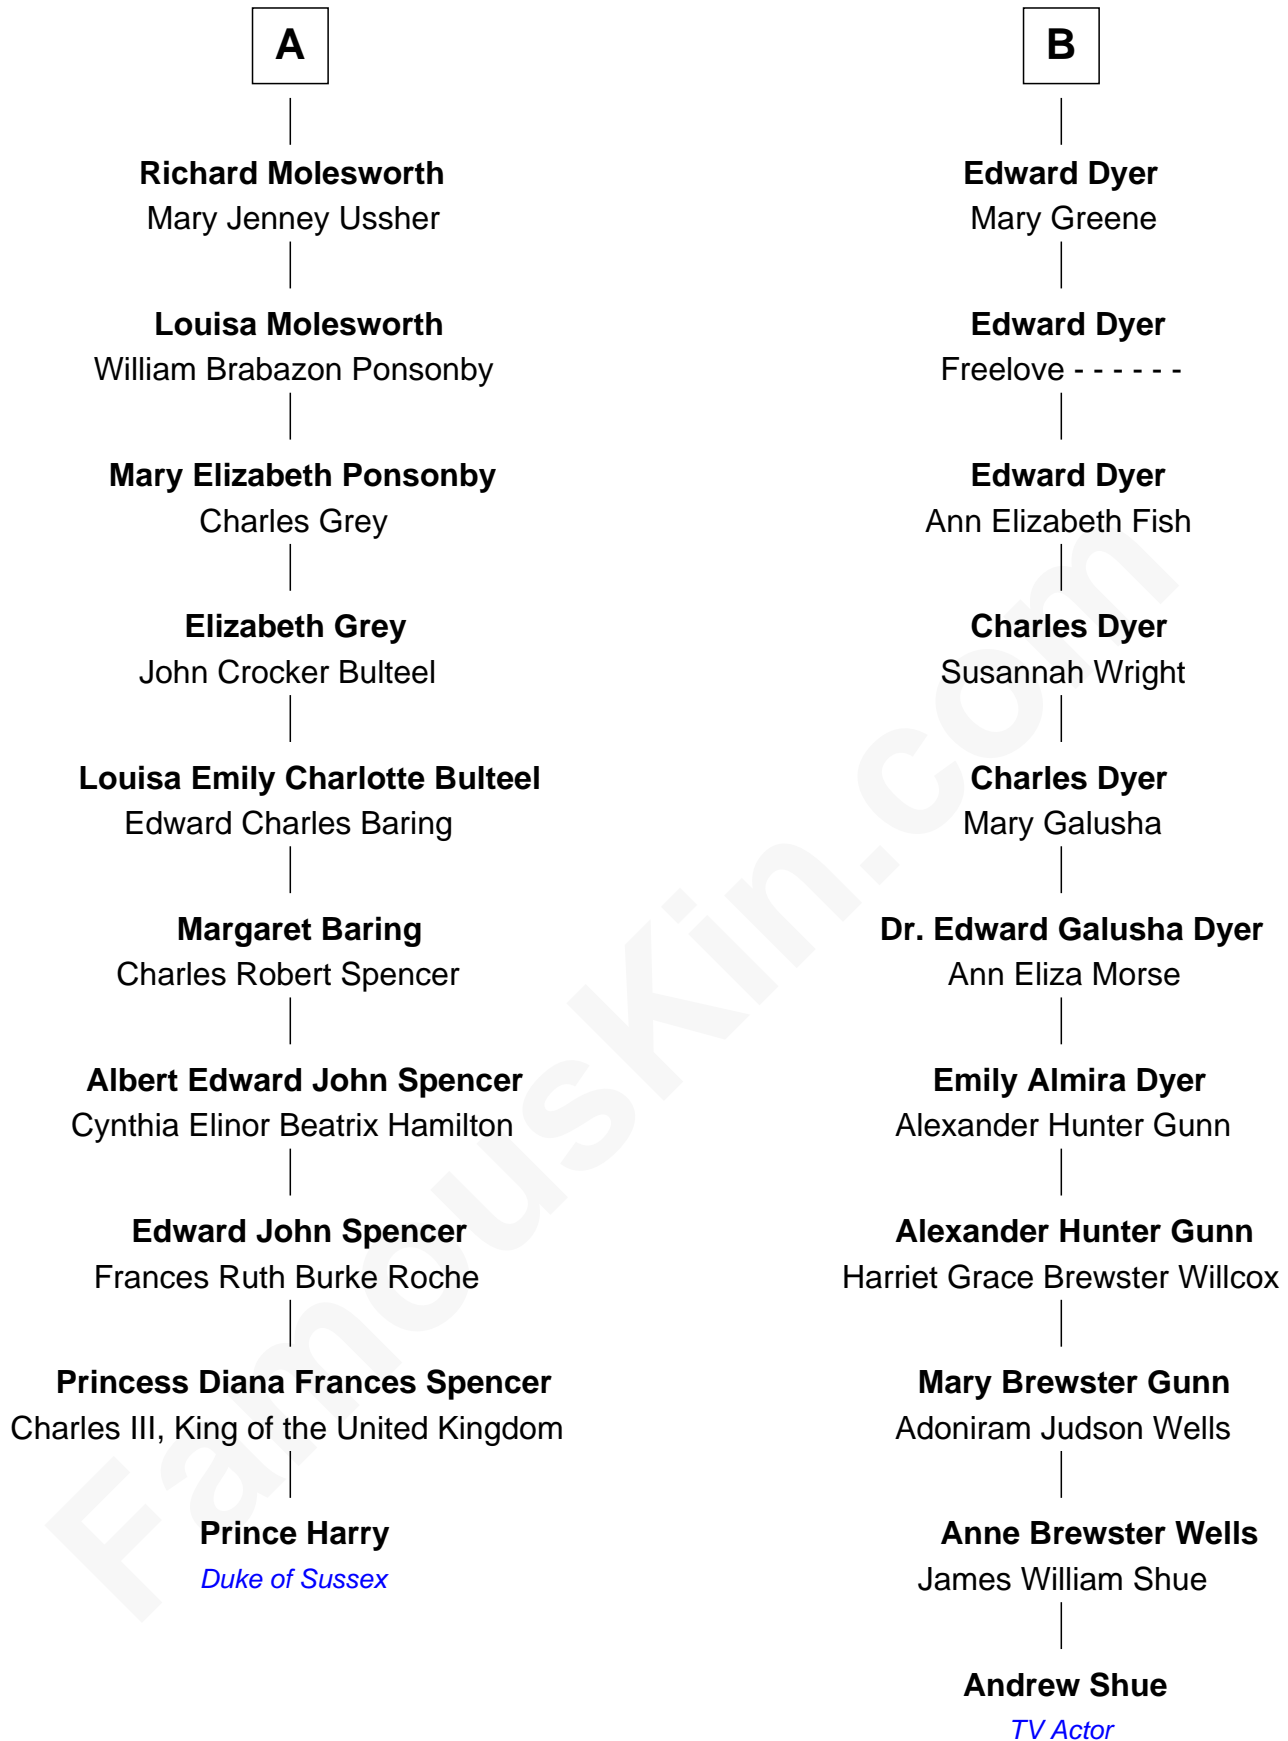 A
Richard Molesworth
Mary Jenney Ussher
Louisa Molesworth
William Brabazon Ponsonby
Mary Elizabeth Ponsonby
Charles Grey
Elizabeth Grey
John Crocker Bulteel
Louisa Emily Charlotte Bulteel
Edward Charles Baring
Margaret Baring
Charles Robert Spencer
Albert Edward John Spencer
Cynthia Elinor Beatrix Hamilton
Edward John Spencer
Frances Ruth Burke Roche
Princess Diana Frances Spencer
Charles III, King of the United Kingdom
Prince Harry
Duke of Sussex
B
Edward Dyer
Mary Greene
Edward Dyer
Freelove - - - - - -
Edward Dyer
Ann Elizabeth Fish
Charles Dyer
Susannah Wright
Charles Dyer
Mary Galusha
Dr. Edward Galusha Dyer
Ann Eliza Morse
Emily Almira Dyer
Alexander Hunter Gunn
Alexander Hunter Gunn
Harriet Grace Brewster Willcox
Mary Brewster Gunn
Adoniram Judson Wells
Anne Brewster Wells
James William Shue
Andrew Shue
TV Actor
FamousKin.com